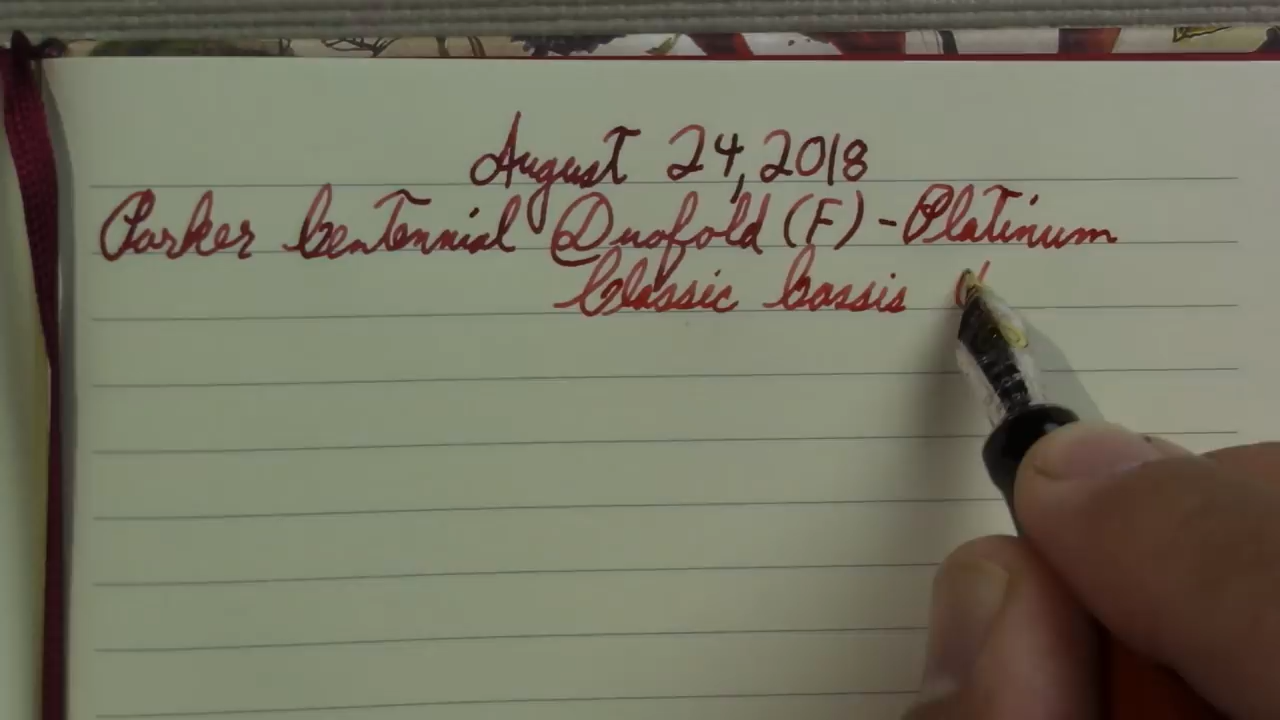 August 24, 2018
Parker Centennial Duofold (F) - Platinum
Classic Cassis